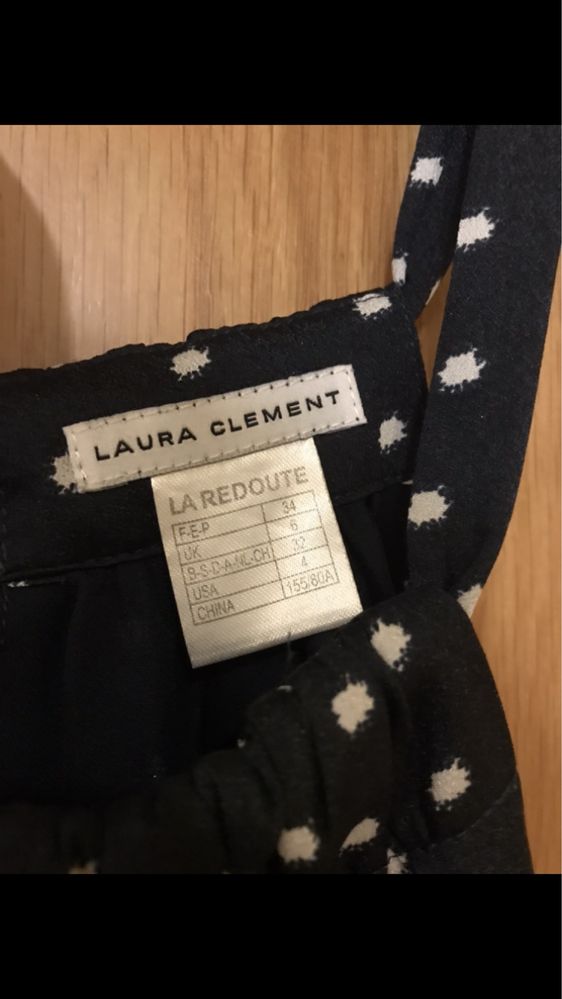 LAURA CLEMENT
LA REDOUTE
F-E-P 34
UK 6
B-S-D-A-NL-CH 32
USA 4
CHINA 155/80A